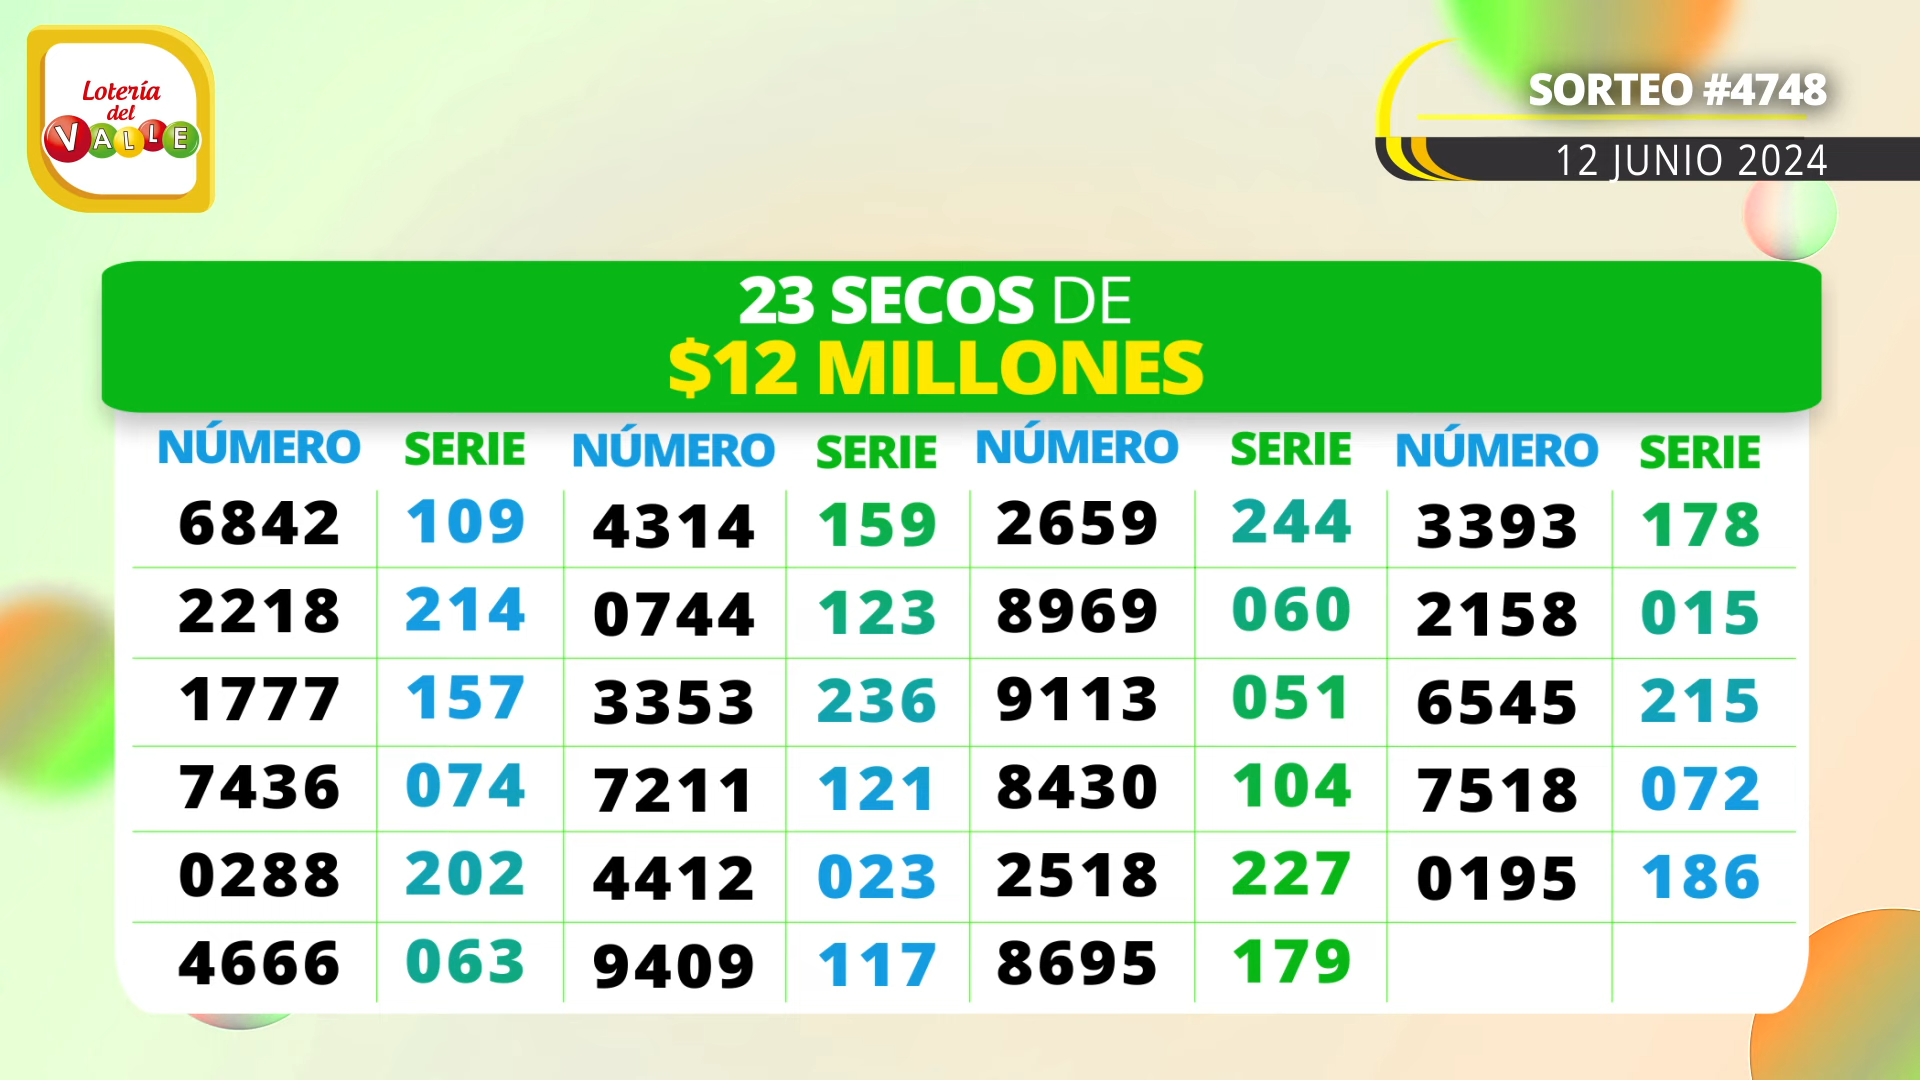 Lotería
del
VALLE
SORTEO #4748
12 JUNIO 2024
23 SECOS DE
$12 MILLONES
NÚMERO SERIE NÚMERO SERIE NÚMERO SERIE NÚMERO SERIE
6842 109 4314 159 2659 244 3393 178
2218 214 0744 123 8969 060 2158 015
1777 157 3353 236 9113 051 6545 215
7436 074 7211 121 8430 104 7518 072
0288 202 4412 023 2518 227 0195 186
4666 063 9409 117 8695 179